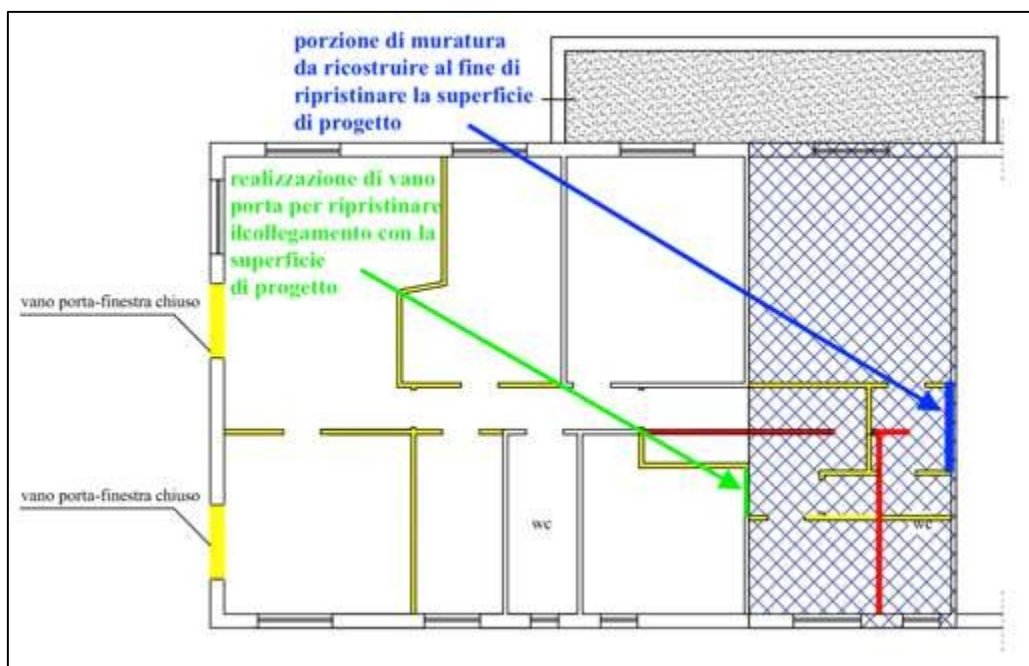 porzione di muratura
da ricostruire al fine di
ripristinare la superficie
di progetto
realizzazione di vano
porta per ripristinare
ilcollegamento con la
superficie
di progetto
vano porta-finestra chiuso
vano porta-finestra chiuso
wc
wc